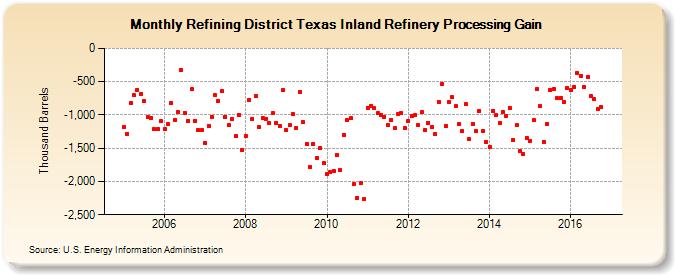 Monthly Refining District Texas Inland Refinery Processing Gain
Thousand Barrels
0
-500
-1,000
-1,500
-2,000
-2,500
2006 2008 2010 2012 2014 2016
Source: U.S. Energy Information Administration